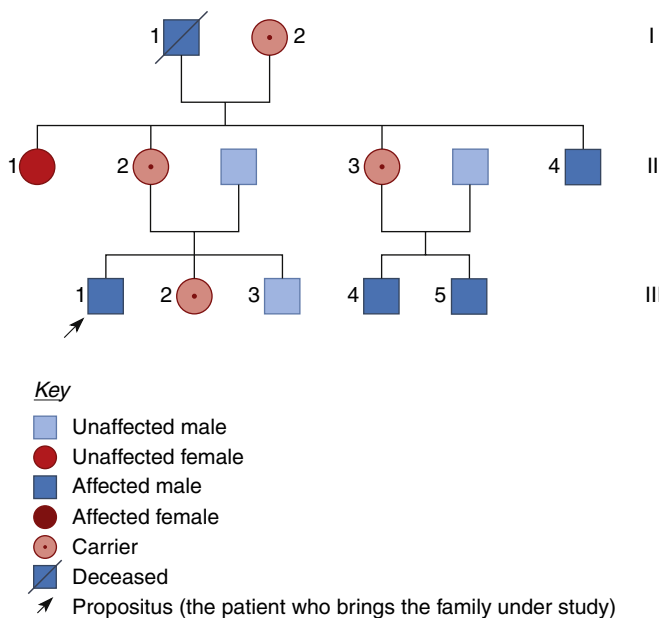 1 2 I
1 2 3 4 II
1 2 3 4 5 III
Key
Unaffected male
Unaffected female
Affected male
Affected female
Carrier
Deceased
Propositus (the patient who brings the family under study)